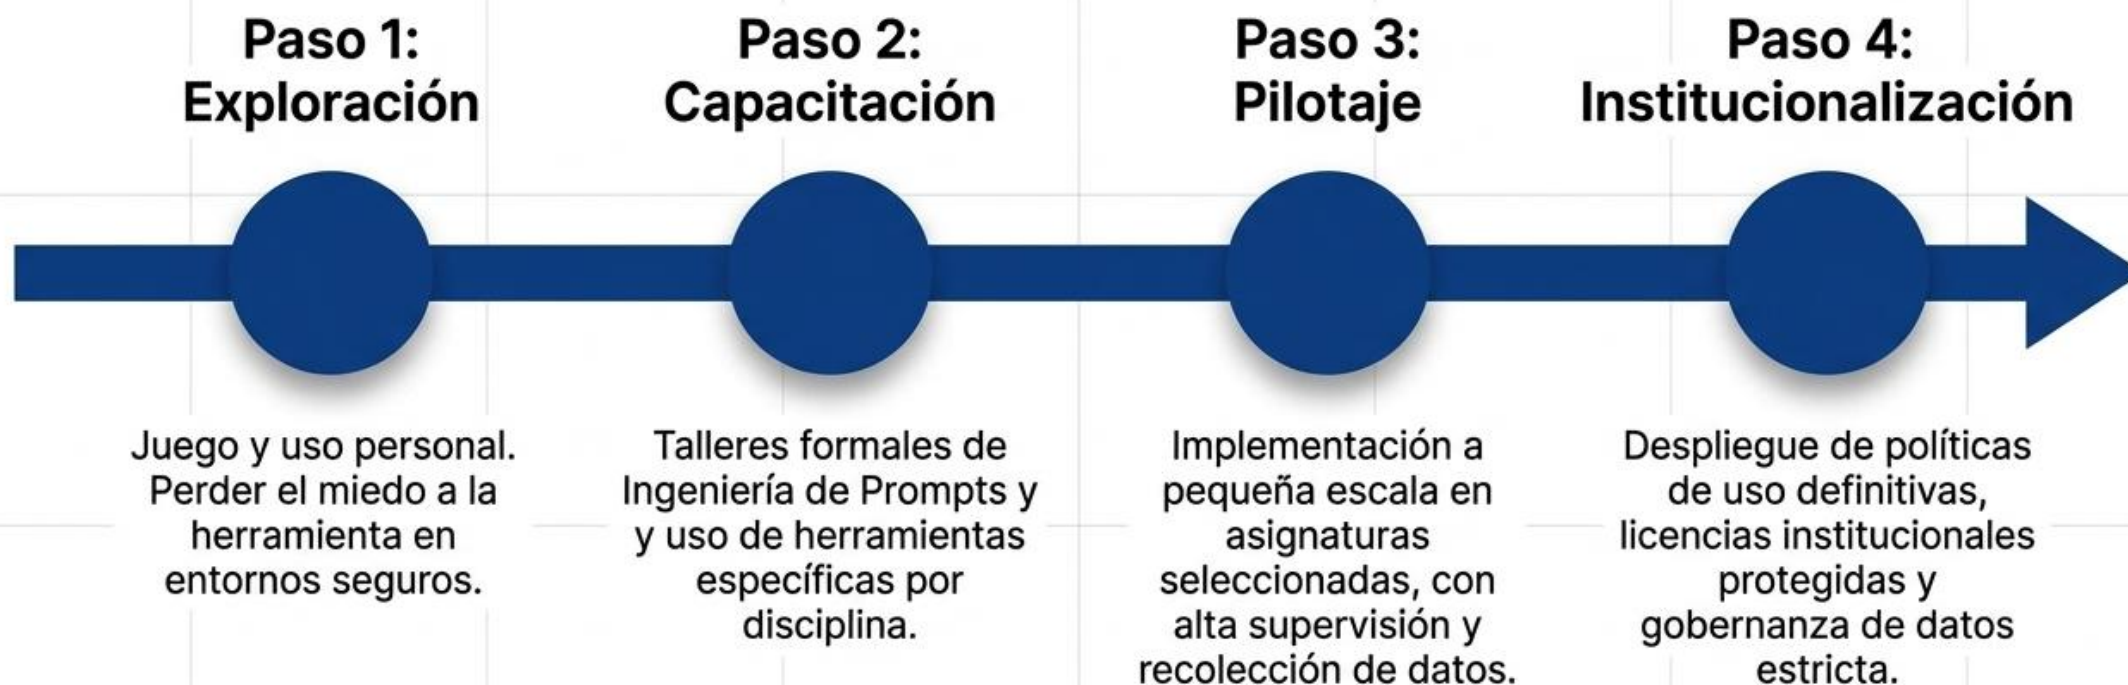 Paso 1:
Exploración
Juego y uso personal.
Perder el miedo a la
herramienta en
entornos seguros.
Paso 2:
Capacitación
Talleres formales de
Ingeniería de Prompts y
y uso de herramientas
específicas por
disciplina.
Paso 3:
Pilotaje
Implementación a
pequeña escala en
asignaturas
seleccionadas, con
alta supervisión y
recolección de datos.
Paso 4:
Institucionalización
Despliegue de políticas
de uso definitivas,
licencias institucionales
protegidas y
gobernanza de datos
estricta.